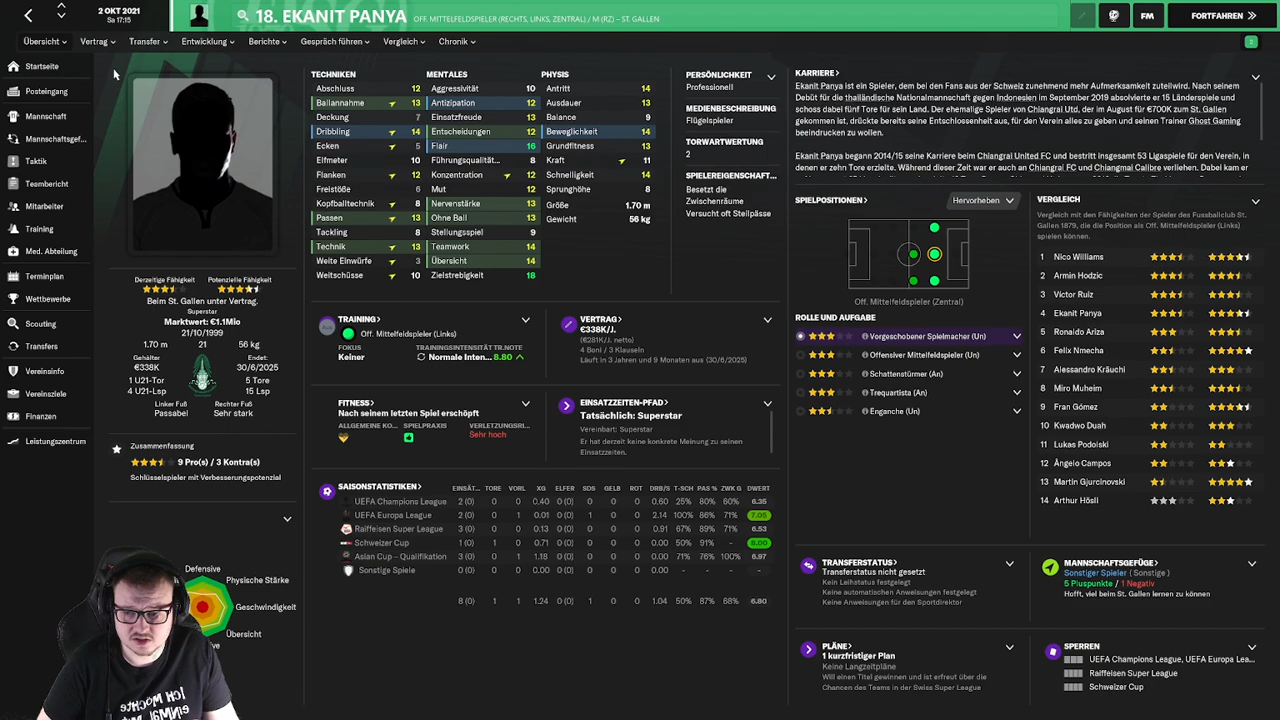 2 OKT 2021
Sa 17:15
18. EKANIT PANYA
OFF. MITTELFELDSPIELER (RECHTS, LINKS, ZENTRAL) / M (RZ) – ST. GALLEN
FM
FORTFAHREN
Übersicht
Vertrag
Transfer
Entwicklung
Berichte
Gespräch führen
Vergleich
Chronik
2
Startseite
Posteingang
Mannschaft
Mannschaftsgef...
Taktik
Teambericht
Mitarbeiter
Training
Med. Abteilung
Terminplan
Wettbewerbe
Scouting
Transfers
Vereinsinfo
Vereinsziele
Finanzen
Leistungszentrum
Derzeitige Fähigkeit
Potenzielle Fähigkeit
Beim St. Gallen unter Vertrag.
Superstar
Marktwert: €1.1Mio
21/10/1999
1.70 m
21
56 kg
Gehälter
€338K
Endet:
30/6/2025
1 U21-Tor
4 U21-Lsp
5 Tore
15 Lsp
Linker Fuß
Passabel
Rechter Fuß
Sehr stark
Zusammenfassung
9 Pro(s) / 3 Kontra(s)
Schlüsselspieler mit Verbesserungspotenzial
Defensive
Physische Stärke
Geschwindigkeit
Übersicht
TECHNIKEN
Abschluss 12
Ballannahme 13
Deckung 7
Dribbling 14
Ecken 5
Elfmeter 10
Flanken 12
Freistöße 6
Kopfballtechnik 8
Passen 13
Tackling 8
Technik 13
Weite Einwürfe 3
Weitschüsse 10
MENTALES
Aggressivität 10
Antizipation 12
Einsatzfreude 13
Entscheidungen 12
Flair 16
Führungsqualität... 8
Konzentration 12
Mut 12
Nervenstärke 13
Ohne Ball 13
Stellungsspiel 9
Teamwork 14
Übersicht 14
Zielstrebigkeit 18
PHYSIS
Antritt 14
Ausdauer 13
Balance 9
Beweglichkeit 14
Grundfitness 13
Kraft 11
Schnelligkeit 14
Sprunghöhe 8
Größe 1.70 m
Gewicht 56 kg
PERSÖNLICHKEIT
Professionell
MEDIENBESCHREIBUNG
Flügelspieler
TORWARTWERTUNG
2
SPIELEREIGENSCHAFT...
Besetzt die
Zwischenräume
Versucht oft Steilpässe
TRAINING
Off. Mittelfeldspieler (Links)
FOKUS
Keiner
TRAININGSINTENSITÄT
Normale Inten...
TR.NOTE
8.80
VERTRAG
€338K/J.
(€281K/J. netto)
4 Boni / 3 Klauseln
Läuft in 3 Jahren und 9 Monaten aus (30/6/2025)
FITNESS
Nach seinem letzten Spiel erschöpft
ALLGEMEINE KO...
SPIELPRAXIS
VERLETZUNGSRI...
Sehr hoch
EINSATZZEITEN-PFAD
Tatsächlich: Superstar
Vereinbart: Superstar
Er hat derzeit keine konkrete Meinung zu seinen
Einsatzzeiten.
SAISONSTATISTIKEN
EINSÄT... TORE VORL XG ELFER SDS GELB ROT DRB/S T-SCH PAS % ZWK G DWERT
UEFA Champions League 2 (0) 0 0 0.40 0 (0) 0 0 0 0.60 25% 80% 60% 6.35
UEFA Europa League 2 (0) 0 1 0.01 0 (0) 1 0 0 2.14 100% 86% 71% 7.05
Raiffeisen Super League 3 (0) 0 1 0.13 0 (0) 0 0 0 0.91 67% 89% 71% 6.53
Schweizer Cup 1 (0) 1 0 0.71 0 (0) 0 0 0 0.00 50% 91% - 8.00
Asian Cup – Qualifikation 3 (0) 0 1 1.18 0 (0) 0 0 0 0.00 71% 76% 100% 6.97
Sonstige Spiele 0 (0) 0 0 0.00 0 (0) 0 0 0 0.00 - - - -
8 (0) 1 1 1.24 0 (0) 1 0 0 1.04 50% 87% 68% 6.80
KARRIERE
Ekanit Panya ist ein Spieler, dem bei den Fans aus der Schweiz zunehmend mehr Aufmerksamkeit zuteilwird. Nach seinem
Debüt für die thailändische Nationalmannschaft gegen Indonesien im September 2019 absolvierte er 15 Länderspiele und
schoss dabei fünf Tore für sein Land. Der ehemalige Spieler von Chiangrai Utd, der im August für €700K zum St. Gallen
gekommen ist, drückte bereits seine Entschlossenheit aus, für den Verein alles zu geben und seinen Trainer Ghost Gaming
beeindrucken zu wollen.
Ekanit Panya begann 2014/15 seine Karriere beim Chiangrai United FC und bestritt insgesamt 53 Ligaspiele für den Verein, in
denen er zehn Tore erzielte. Während dieser Zeit war er auch an Chiangrai FC und Chiangmai Calibre verliehen. Dabei kam er
SPIELPOSITIONEN
Hervorheben
Off. Mittelfeldspieler (Zentral)
ROLLE UND AUFGABE
Vorgeschobener Spielmacher (Un)
Offensiver Mittelfeldspieler (Un)
Schattenstürmer (An)
Trequartista (An)
Enganche (Un)
VERGLEICH
Vergleich mit den Fähigkeiten der Spieler des Fussballclub St.
Gallen 1879, die die Position als Off. Mittelfeldspieler (Links)
spielen können.
1 Nico Williams
2 Armin Hodzic
3 Víctor Ruiz
4 Ekanit Panya
5 Ronaldo Ariza
6 Felix Nmecha
7 Alessandro Kräuchi
8 Miro Muheim
9 Fran Gómez
10 Kwadwo Duah
11 Lukas Podolski
12 Ângelo Campos
13 Martin Gjurcinovski
14 Arthur Hösli
TRANSFERSTATUS
Transferstatus nicht gesetzt
Kein Leihstatus festgelegt
Keine automatischen Anweisungen festgelegt
Keine Anweisungen für den Sportdirektor
MANNSCHAFTSGEFÜGE
Sonstiger Spieler ( Sonstige )
5 Pluspunkte / 1 Negativ
Hofft, viel beim St. Gallen lernen zu können
PLÄNE
1 kurzfristiger Plan
Keine Langzeitpläne
Will einen Titel gewinnen und ist erfreut über die
Chancen des Teams in der Swiss Super League
SPERREN
UEFA Champions League, UEFA Europa Lea...
Raiffeisen Super League
Schweizer Cup